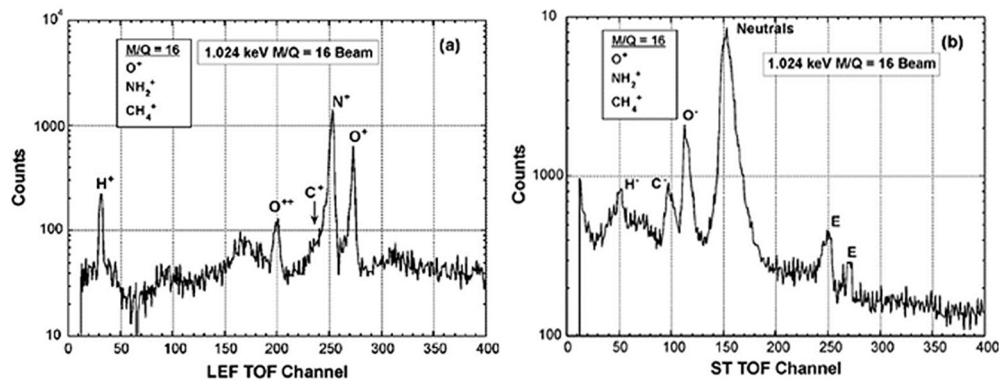 (a)
M/Q = 16
O⁺
NH₂⁺
CH₄⁺
1.024 keV M/Q = 16 Beam
10⁴
1000
100
10
Counts
H⁺
O⁺⁺
C⁺
N⁺
O⁺
0 50 100 150 200 250 300 350 400
LEF TOF Channel
(b)
M/Q = 16
O⁺
NH₂⁺
CH₄⁺
1.024 keV M/Q = 16 Beam
10
1000
100
Counts
H⁻
C⁻
O⁻
Neutrals
E
E
0 50 100 150 200 250 300 350 400
ST TOF Channel